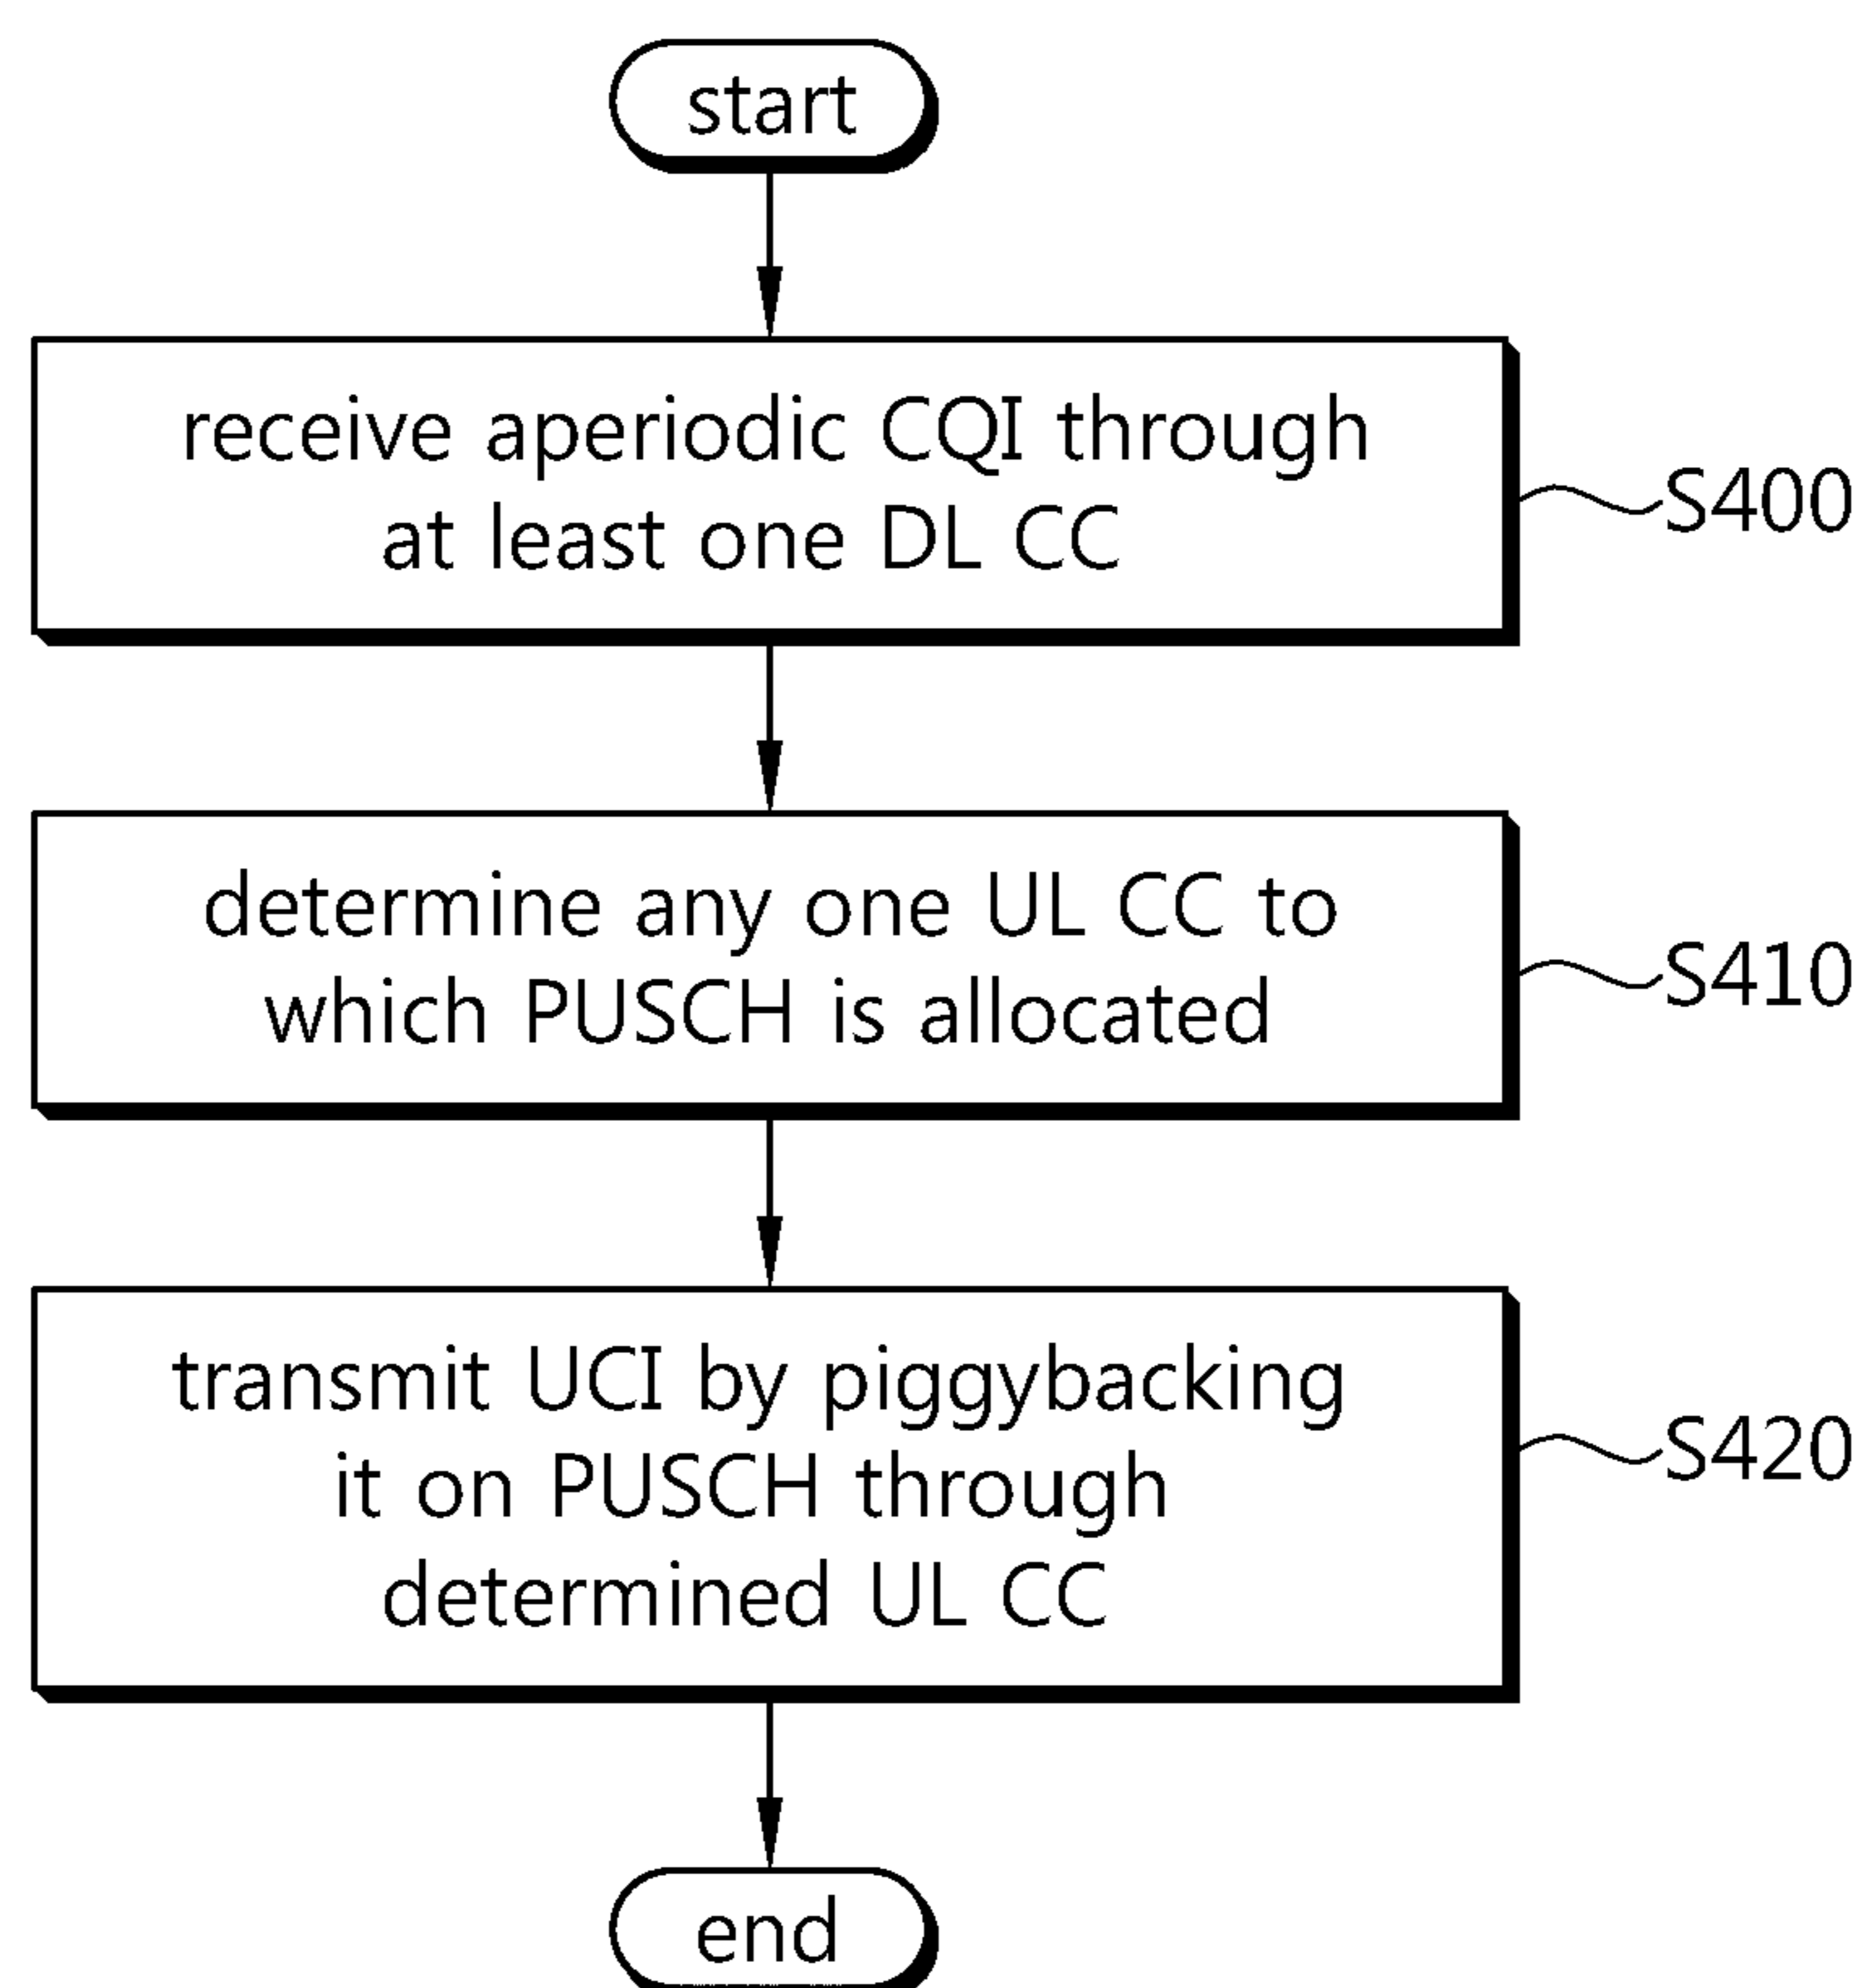 start
receive aperiodic CQI through
at least one DL CC
S400
determine any one UL CC to
which PUSCH is allocated
S410
transmit UCI by piggybacking
it on PUSCH through
determined UL CC
S420
end